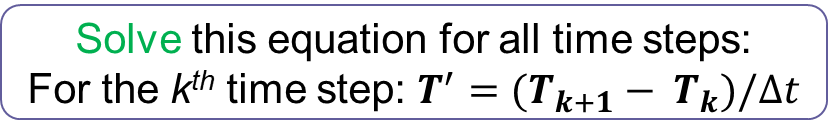 Solve this equation for all time steps:
For the kᵗʰ time step: T′ = (Tₖ₊₁ − Tₖ)/Δt